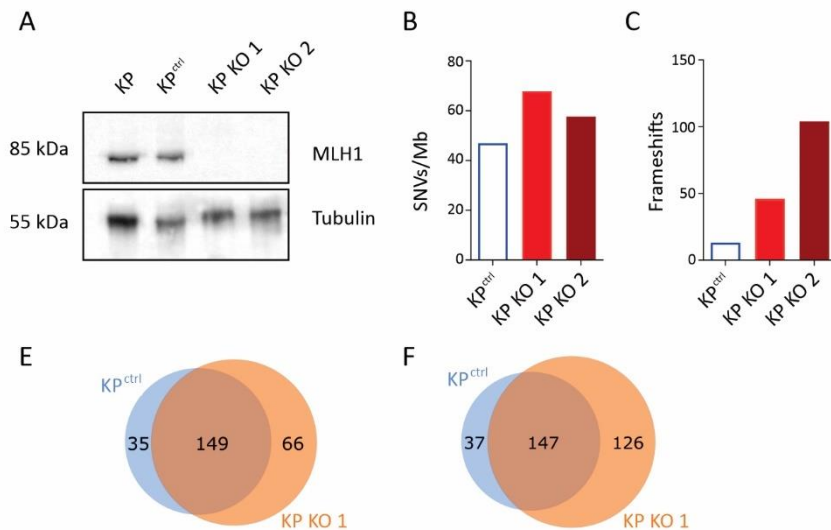 A
KP
KPctrl
KP KO 1
KP KO 2
85 kDa
MLH1
55 kDa
Tubulin
B
80
60
40
20
0
SNVs/Mb
KPctrl
KP KO 1
KP KO 2
C
150
100
50
0
Frameshifts
KPctrl
KP KO 1
KP KO 2
E
KPctrl
35
149
66
KP KO 1
F
KPctrl
37
147
126
KP KO 1